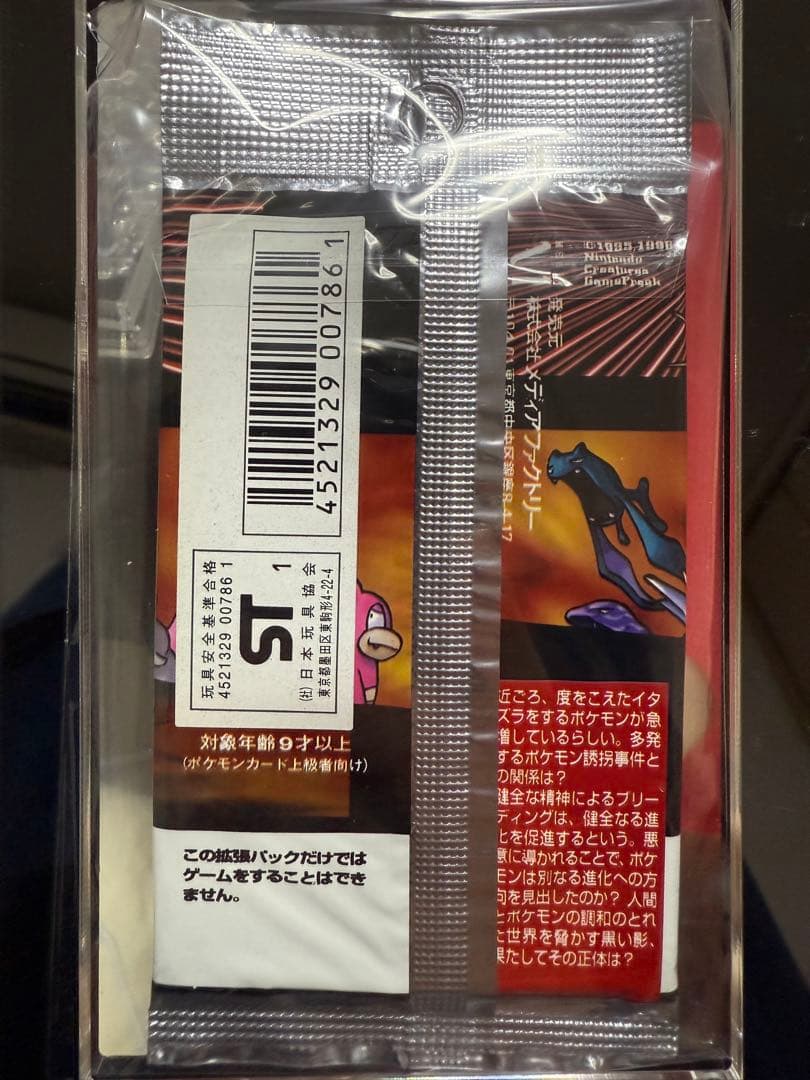 ©1995,1996
Nintendo
Creatures
GameFreak
発売元
株式会社メディアファクトリー
東京都中央区銀座8.4.17
4521329 00786 1
玩具安全基準合格
4521329 00786 1
ST
1
(社)日本玩具協会
東京都墨田区東駒形4-22-4
対象年齢9才以上
(ポケモンカード上級者向け)
この拡張パックだけでは
ゲームをすることはでき
ません。
近ごろ、度をこえたイタ
ズラをするポケモンが急
増しているらしい。多発
するポケモン誘拐事件と
の関係は?
健全な精神によるブリー
ディングは、健全なる進
化を促進するという。悪
意に導かれることで、ポケ
モンは別なる進化への方
向を見出したのか? 人間
とポケモンの調和のとれ
た世界を脅かす黒い影、
果たしてその正体は?